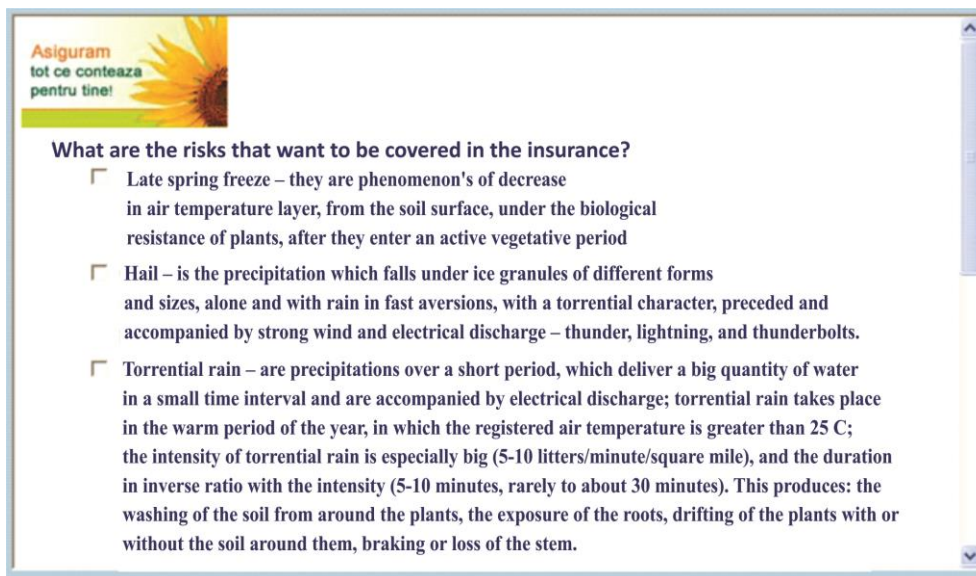 Asiguram
tot ce conteaza
pentru tine!
What are the risks that want to be covered in the insurance?
Late spring freeze – they are phenomenon's of decrease
in air temperature layer, from the soil surface, under the biological
resistance of plants, after they enter an active vegetative period
Hail – is the precipitation which falls under ice granules of different forms
and sizes, alone and with rain in fast aversions, with a torrential character, preceded and
accompanied by strong wind and electrical discharge – thunder, lightning, and thunderbolts.
Torrential rain – are precipitations over a short period, which deliver a big quantity of water
in a small time interval and are accompanied by electrical discharge; torrential rain takes place
in the warm period of the year, in which the registered air temperature is greater than 25 C;
the intensity of torrential rain is especially big (5-10 litters/minute/square mile), and the duration
in inverse ratio with the intensity (5-10 minutes, rarely to about 30 minutes). This produces: the
washing of the soil from around the plants, the exposure of the roots, drifting of the plants with or
without the soil around them, braking or loss of the stem.